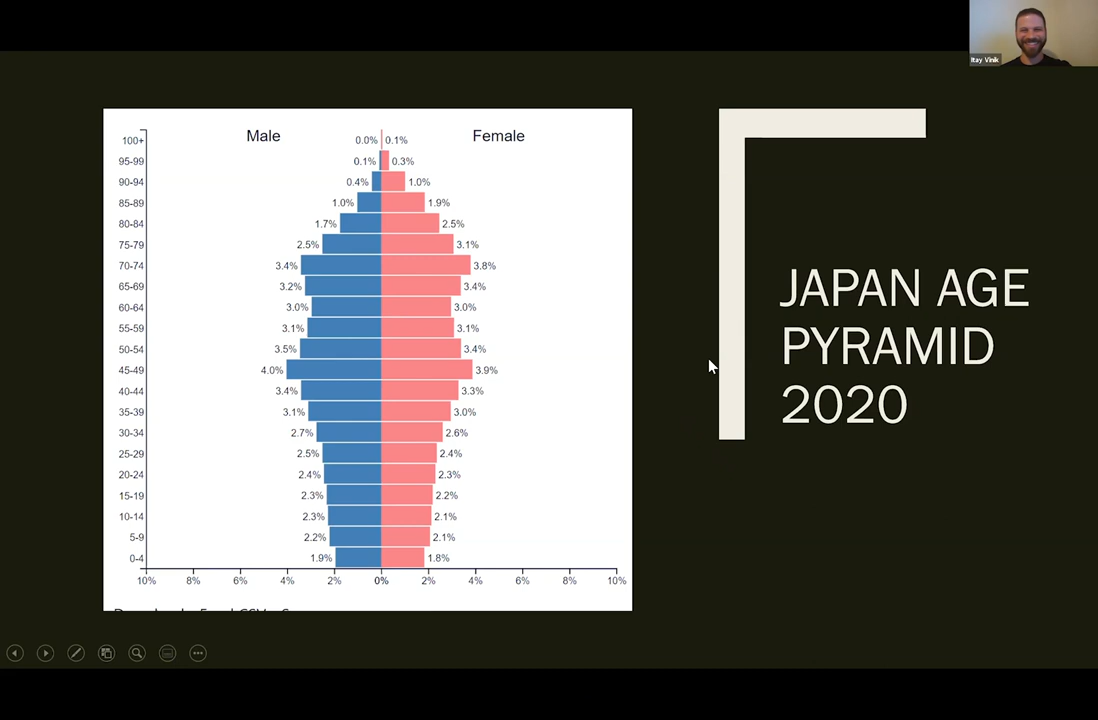 Itay Vinik
Male Female
100+ 0.0% 0.1%
95-99 0.1% 0.3%
90-94 0.4% 1.0%
85-89 1.0% 1.9%
80-84 1.7% 2.5%
75-79 2.5% 3.1%
70-74 3.4% 3.8%
65-69 3.2% 3.4%
60-64 3.0% 3.0%
55-59 3.1% 3.1%
50-54 3.5% 3.4%
45-49 4.0% 3.9%
40-44 3.4% 3.3%
35-39 3.1% 3.0%
30-34 2.7% 2.6%
25-29 2.5% 2.4%
20-24 2.4% 2.3%
15-19 2.3% 2.2%
10-14 2.3% 2.1%
5-9 2.2% 2.1%
0-4 1.9% 1.8%
10% 8% 6% 4% 2% 0% 2% 4% 6% 8% 10%
JAPAN AGE
PYRAMID
2020